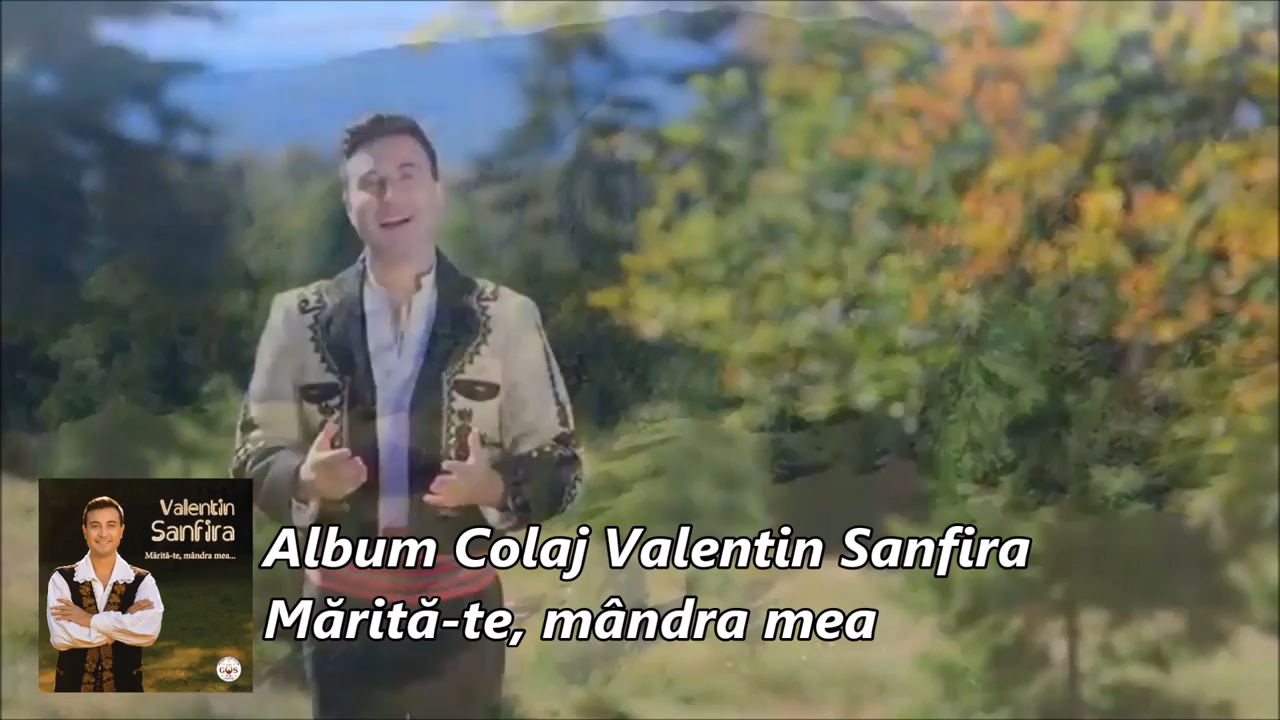 Valentin
Sanfira
Mărită-te, mândra mea...
Album Colaj Valentin Sanfira
Mărită-te, mândra mea